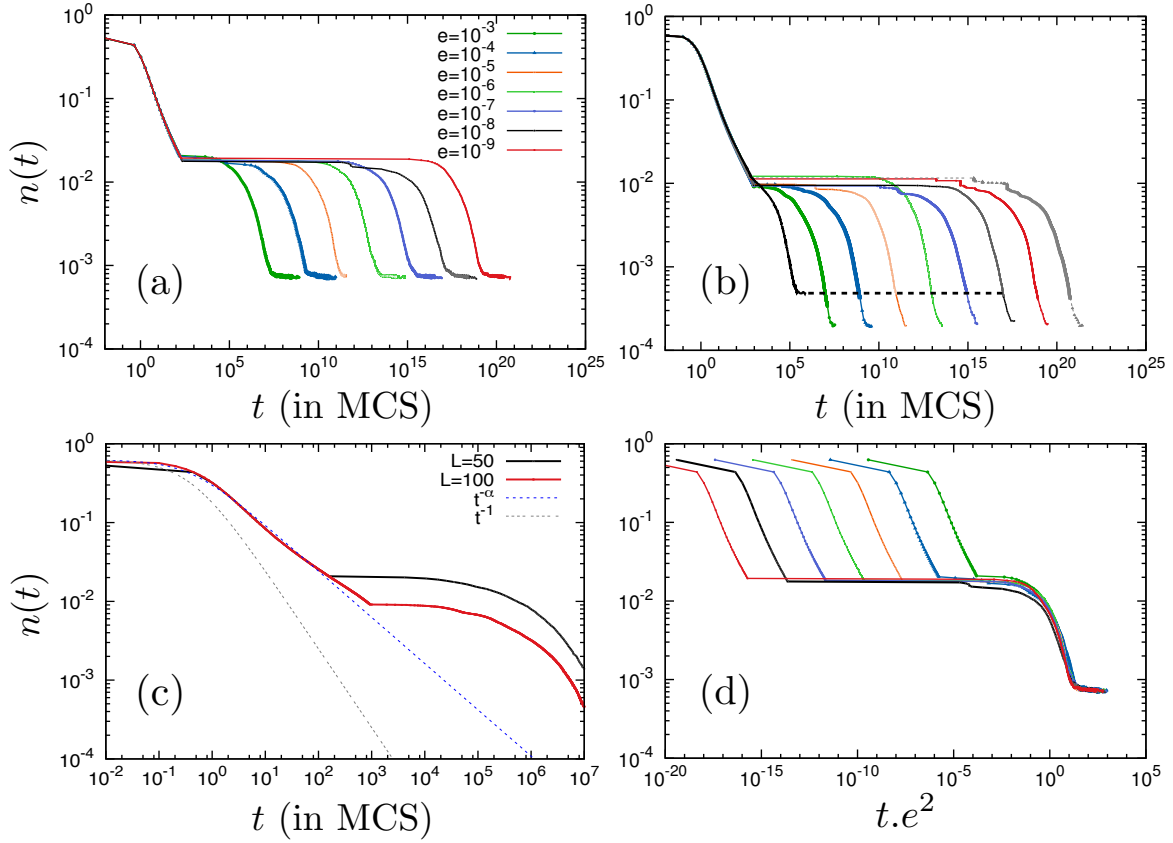 10^0
10^-1
10^-2
10^-3
10^-4
n(t)
e=10^-3
e=10^-4
e=10^-5
e=10^-6
e=10^-7
e=10^-8
e=10^-9
(a)
10^0 10^5 10^10 10^15 10^20 10^25
t (in MCS)
10^0
10^-1
10^-2
10^-3
10^-4
(b)
10^0 10^5 10^10 10^15 10^20 10^25
t (in MCS)
10^0
10^-1
10^-2
10^-3
10^-4
n(t)
L=50
L=100
t^-α
t^-1
(c)
10^-2 10^-1 10^0 10^1 10^2 10^3 10^4 10^5 10^6 10^7
t (in MCS)
10^0
10^-1
10^-2
10^-3
10^-4
(d)
10^-20 10^-15 10^-10 10^-5 10^0 10^5
t.e^2